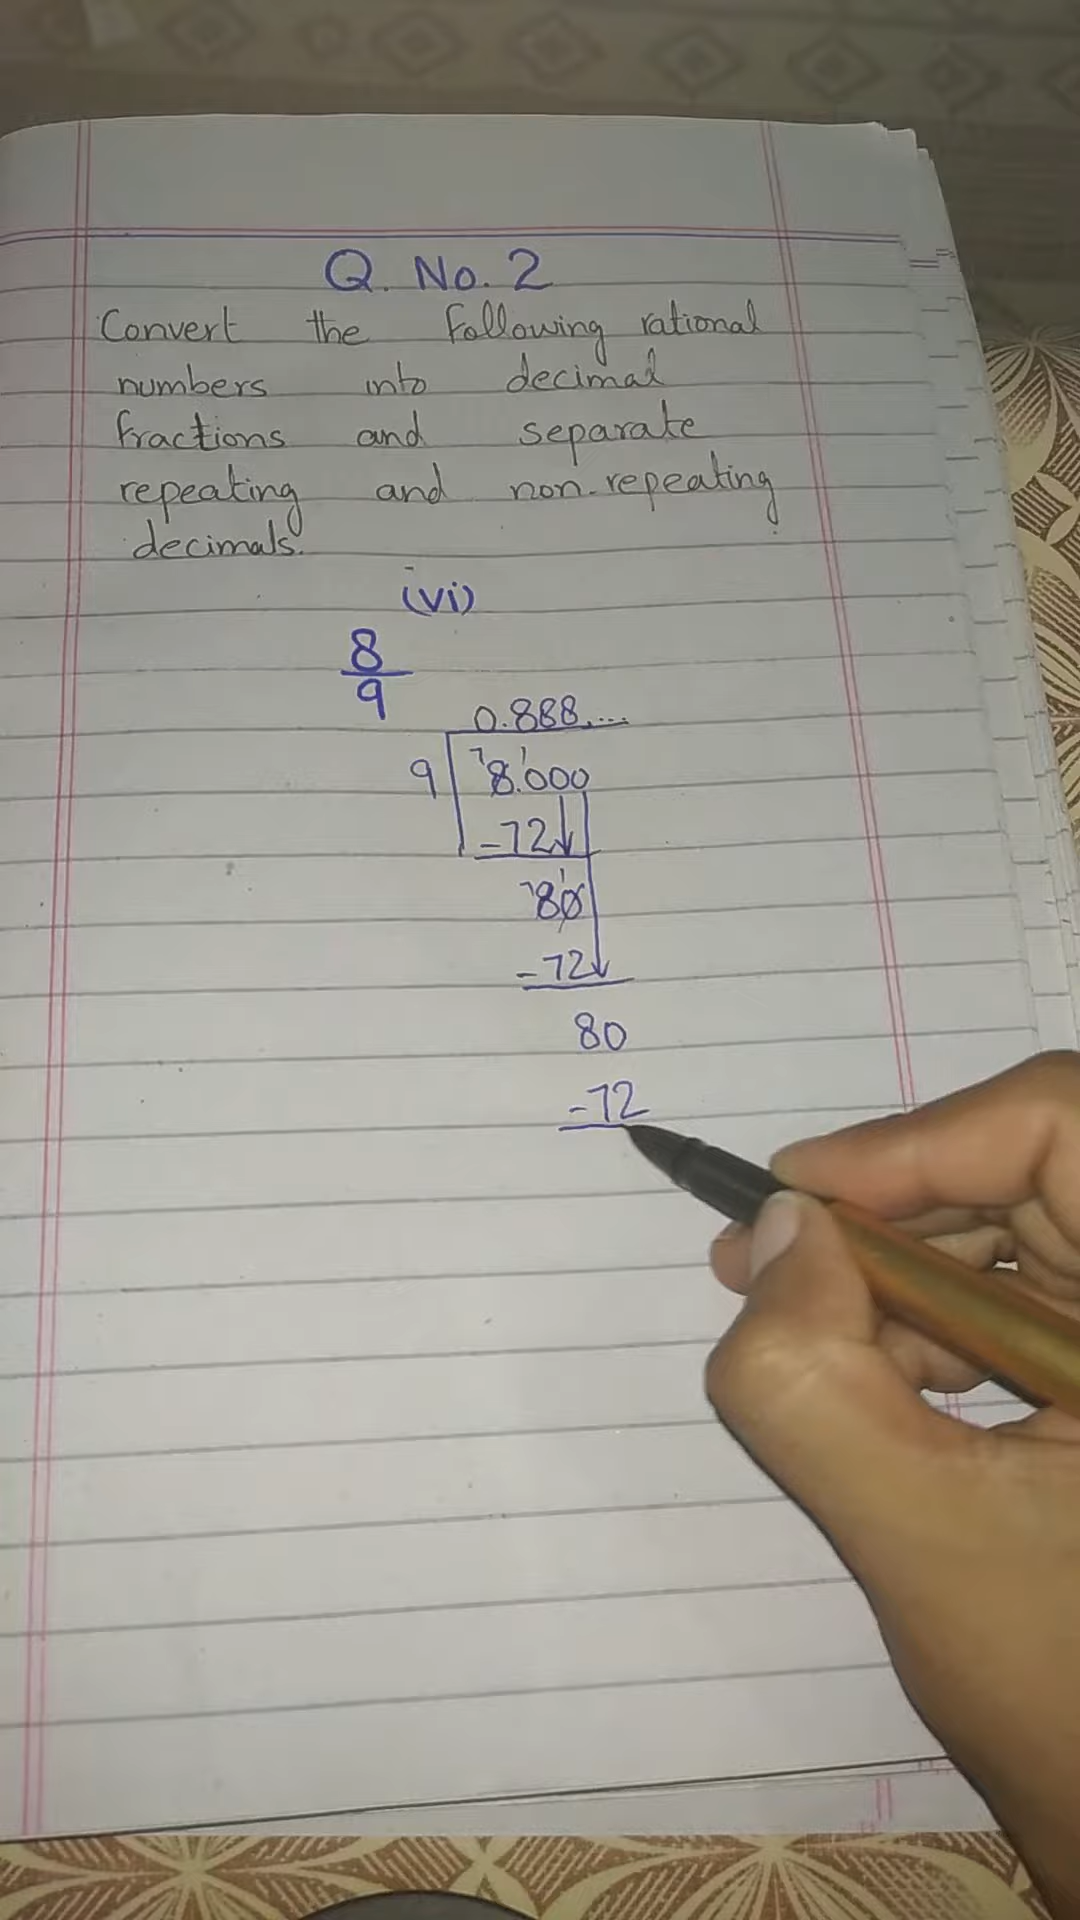 Q. No. 2
Convert the following rational
numbers into decimal
fractions and separate
repeating and non-repeating
decimals.
(vi)
8
9
0.888....
9 8.000
-72
80
-72
80
-72